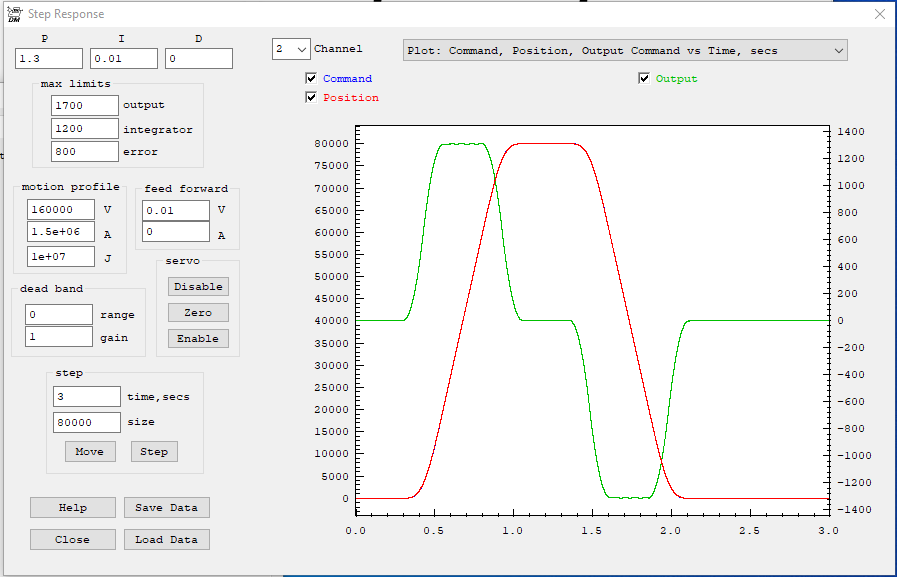 Step Response
P I D
1.3 0.01 0
2 Channel
Plot: Command, Position, Output Command vs Time, secs
Command
Output
Position
max limits
1700 output
1200 integrator
800 error
motion profile
160000 V
1.5e+06 A
1e+07 J
feed forward
0.01 V
0 A
servo
Disable
Zero
Enable
dead band
0 range
1 gain
step
3 time,secs
80000 size
Move Step
Help Save Data
Close Load Data
80000
75000
70000
65000
60000
55000
50000
45000
40000
35000
30000
25000
20000
15000
10000
5000
0
1400
1200
1000
800
600
400
200
0
-200
-400
-600
-800
-1000
-1200
-1400
0.0 0.5 1.0 1.5 2.0 2.5 3.0